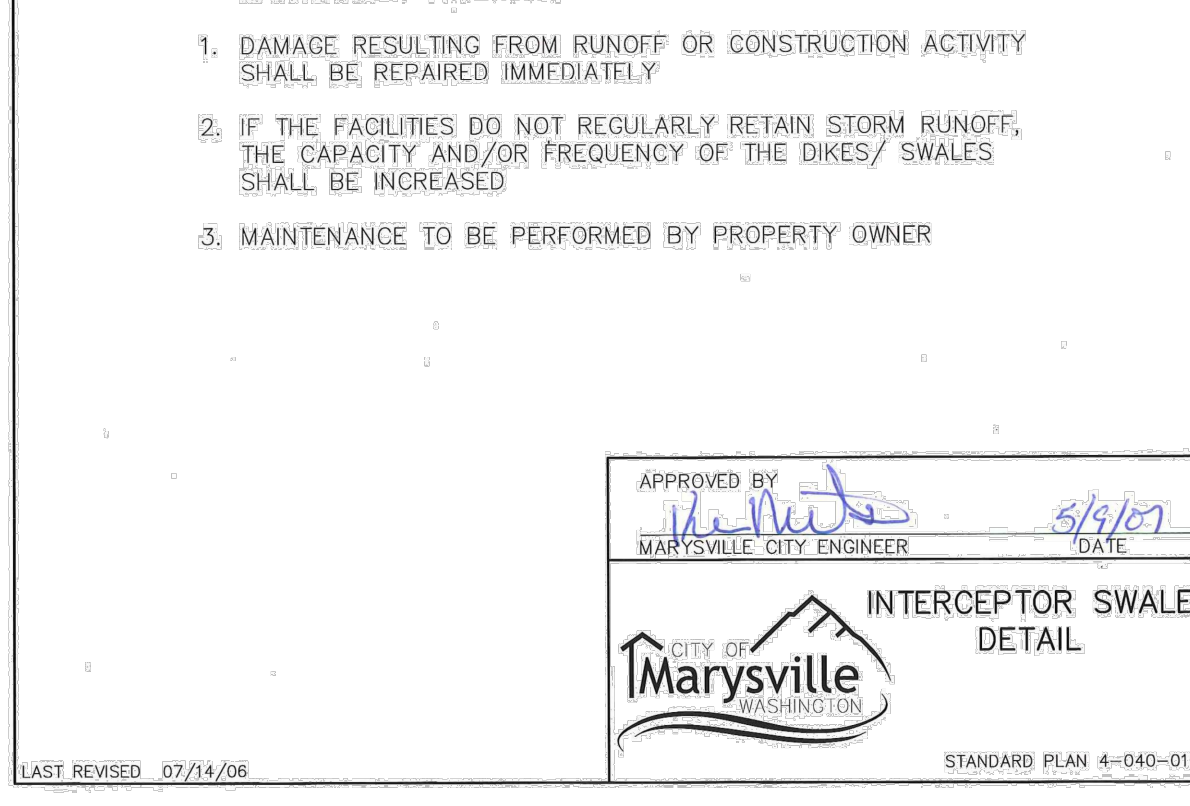 1. DAMAGE RESULTING FROM RUNOFF OR CONSTRUCTION ACTIVITY
SHALL BE REPAIRED IMMEDIATELY
2. IF THE FACILITIES DO NOT REGULARLY RETAIN STORM RUNOFF,
THE CAPACITY AND/OR FREQUENCY OF THE DIKES/ SWALES
SHALL BE INCREASED
3. MAINTENANCE TO BE PERFORMED BY PROPERTY OWNER
APPROVED BY
5/9/07
MARYSVILLE CITY ENGINEER
DATE
INTERCEPTOR SWALE
DETAIL
CITY OF
Marysville
WASHINGTON
STANDARD PLAN 4-040-01
LAST REVISED 07/14/06